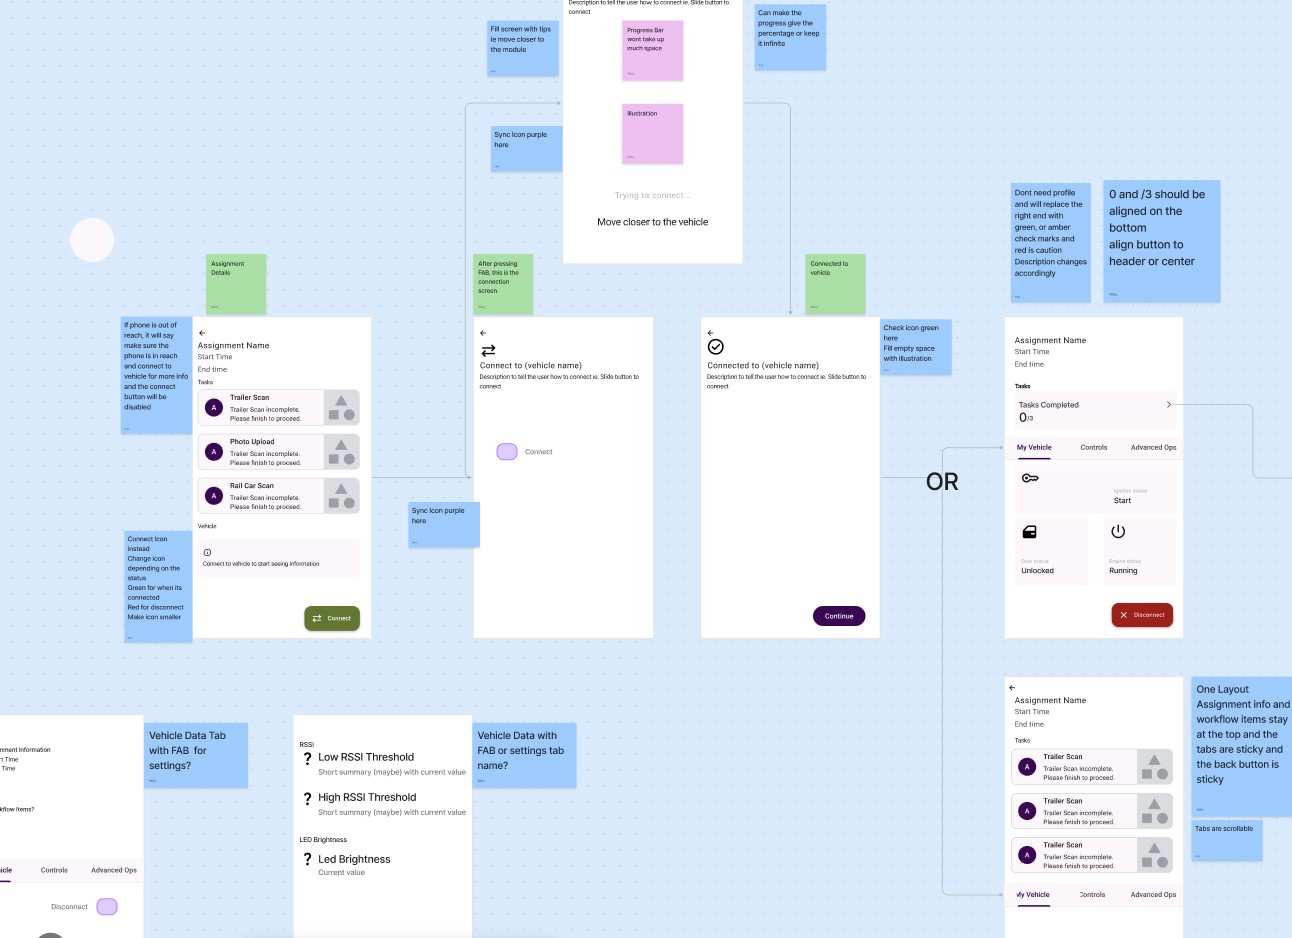 Description to tell the user how to connect ie. Slide button to
connect
Fill screen with tips
ie move closer to
the module
Progress Bar
wont take up
much space
Can make the
progress give the
percentage or keep
it infinite
Illustration
Sync Icon purple
here
Trying to connect...
Move closer to the vehicle
Dont need profile
and will replace the
right end with
green, or amber
check marks and
red is caution
Description changes
accordingly
0 and /3 should be
aligned on the
bottom
align button to
header or center
Assignment
Details
After pressing
FAB, this is the
connection
screen
Connected to
vehicle
If phone is out of
reach, it will say
make sure the
phone is in reach
and connect to
vehicle for more info
and the connect
button will be
disabled
Assignment Name
Start Time
End time
Tasks
A
Trailer Scan
Trailer Scan incomplete.
Please finish to proceed.
A
Photo Upload
Trailer Scan incomplete.
Please finish to proceed.
A
Rail Car Scan
Trailer Scan incomplete.
Please finish to proceed.
Vehicle
Connect to vehicle to start seeing information
Connect
Connect Icon
instead
Change icon
depending on the
status
Green for when its
connected
Red for disconnect
Make icon smaller
Connect to (vehicle name)
Description to tell the user how to connect ie. Slide button to
connect
Connect
Sync Icon purple
here
Connected to (vehicle name)
Description to tell the user how to connect ie. Slide button to
connect
Continue
Check icon green
here
Fill empty space
with illustration
OR
Assignment Name
Start Time
End time
Tasks
Tasks Completed
0/3
My Vehicle
Controls
Advanced Ops
Ignition status
Start
Door status
Unlocked
Engine status
Running
Disconnect
Assignment Name
Start Time
End time
Tasks
A
Trailer Scan
Trailer Scan incomplete.
Please finish to proceed.
A
Trailer Scan
Trailer Scan incomplete.
Please finish to proceed.
A
Trailer Scan
Trailer Scan incomplete.
Please finish to proceed.
My Vehicle
Controls
Advanced Ops
One Layout
Assignment info and
workflow items stay
at the top and the
tabs are sticky and
the back button is
sticky
Tabs are scrollable
nment Information
rt Time
Time
kflow Items?
icle
Controls
Advanced Ops
Disconnect
Vehicle Data Tab
with FAB for
settings?
RSSI
? Low RSSI Threshold
Short summary (maybe) with current value
? High RSSI Threshold
Short summary (maybe) with current value
LED Brightness
? Led Brightness
Current value
Vehicle Data with
FAB or settings tab
name?